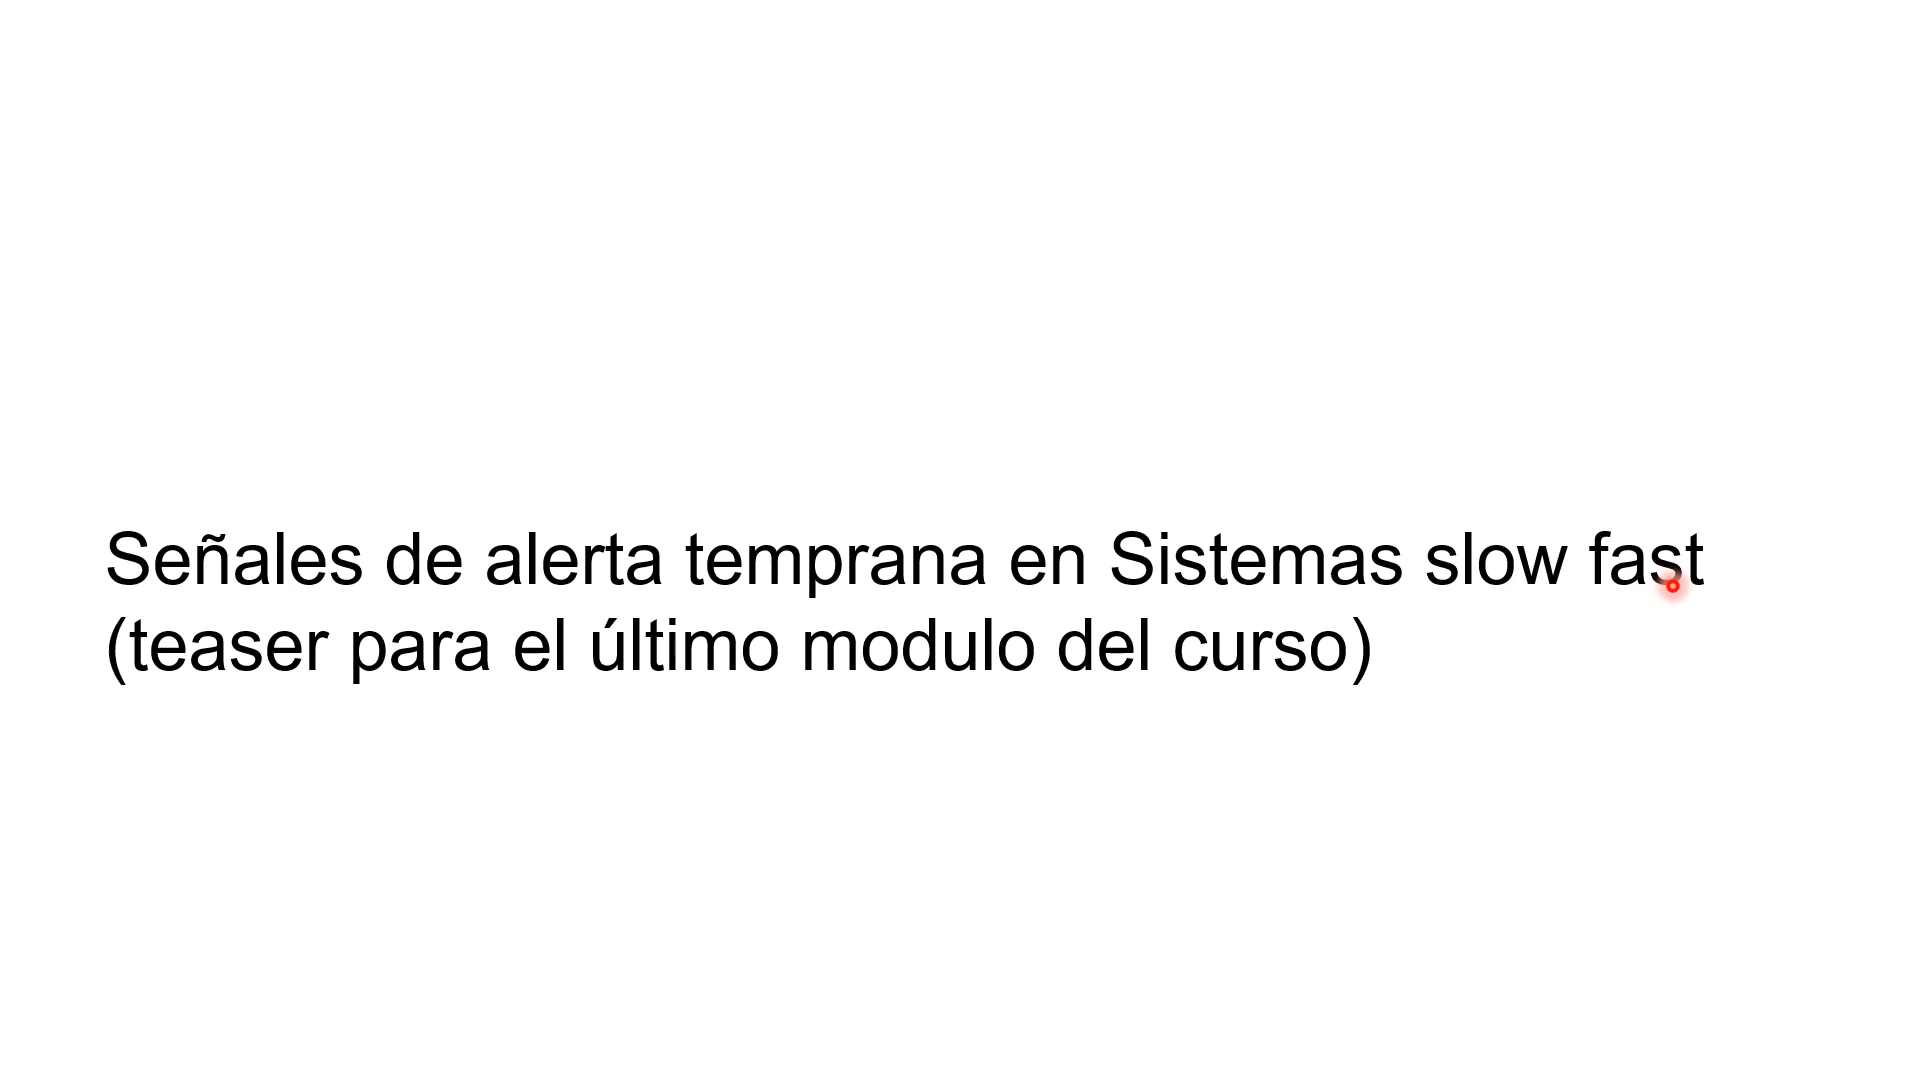 Señales de alerta temprana en Sistemas slow fast
(teaser para el último modulo del curso)